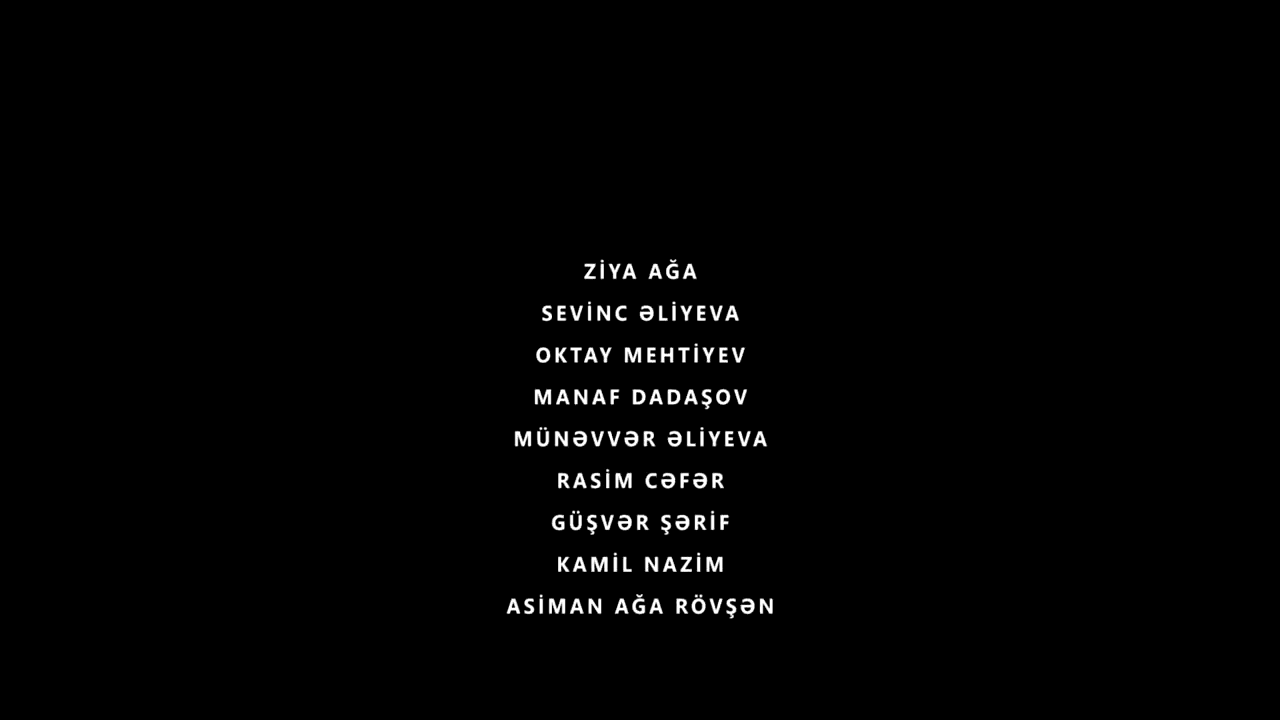 ZİYA AĞA
SEVİNC ƏLİYEVA
OKTAY MEHTİYEV
MANAF DADAŞOV
MÜNƏVVƏR ƏLİYEVA
RASİM CƏFƏR
GÜŞVƏR ŞƏRİF
KAMİL NAZİM
ASİMAN AĞA RÖVŞƏN